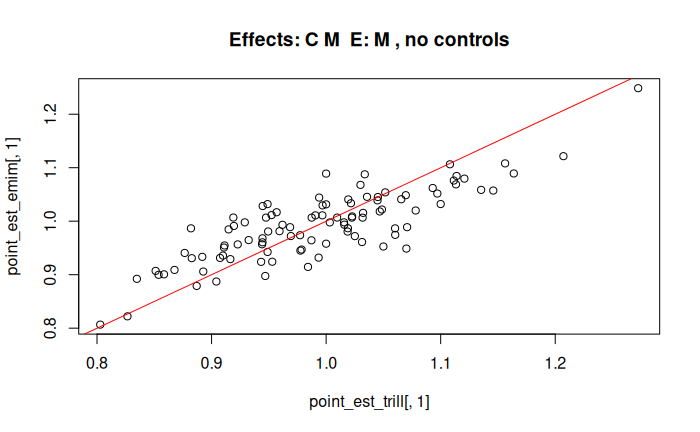 Effects: C M  E: M , no controls
point_est_emim[, 1]
1.2
1.1
1.0
0.9
0.8
0.8 0.9 1.0 1.1 1.2
point_est_trill[, 1]